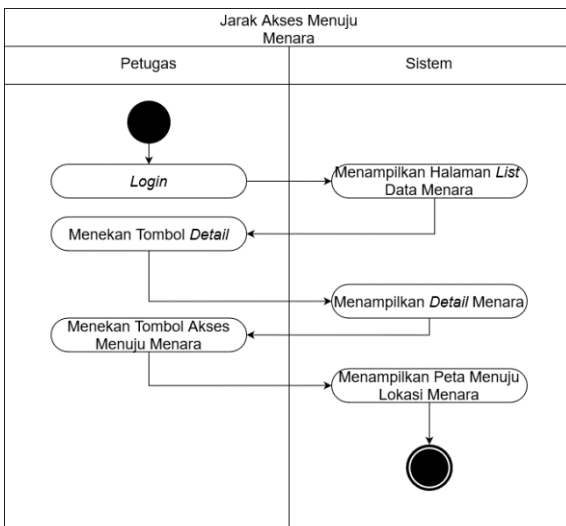 Jarak Akses Menuju
Menara
Petugas
Sistem
Login
Menampilkan Halaman List
Data Menara
Menekan Tombol Detail
Menampilkan Detail Menara
Menekan Tombol Akses
Menuju Menara
Menampilkan Peta Menuju
Lokasi Menara